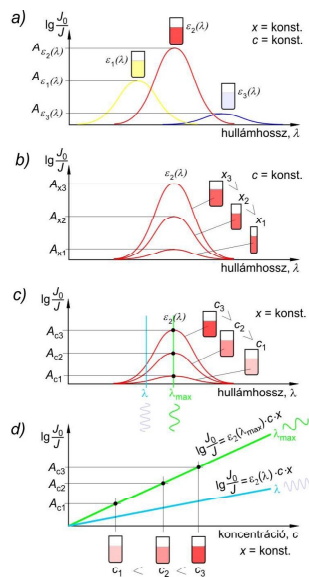 a) lg J₀/J
x = konst.
c = konst.
ε₂(λ)
Aε₂(λ)
ε₁(λ)
Aε₁(λ)
ε₃(λ)
Aε₃(λ)
hullámhossz, λ
b) lg J₀/J
c = konst.
ε₂(λ)
Ax3
x₃
>
x₂
>
x₁
Ax2
Ax1
hullámhossz, λ
c) lg J₀/J
x = konst.
ε₂(λ)
c₃
>
c₂
>
c₁
Ac3
Ac2
Ac1
λ λmax
hullámhossz, λ
d) lg J₀/J
lg J₀/J = ε₂(λmax)·c·x
λmax
Ac3
lg J₀/J = ε₂(λ)·c·x
λ
Ac2
Ac1
koncentráció, c
c₁ < c₂ < c₃
x = konst.